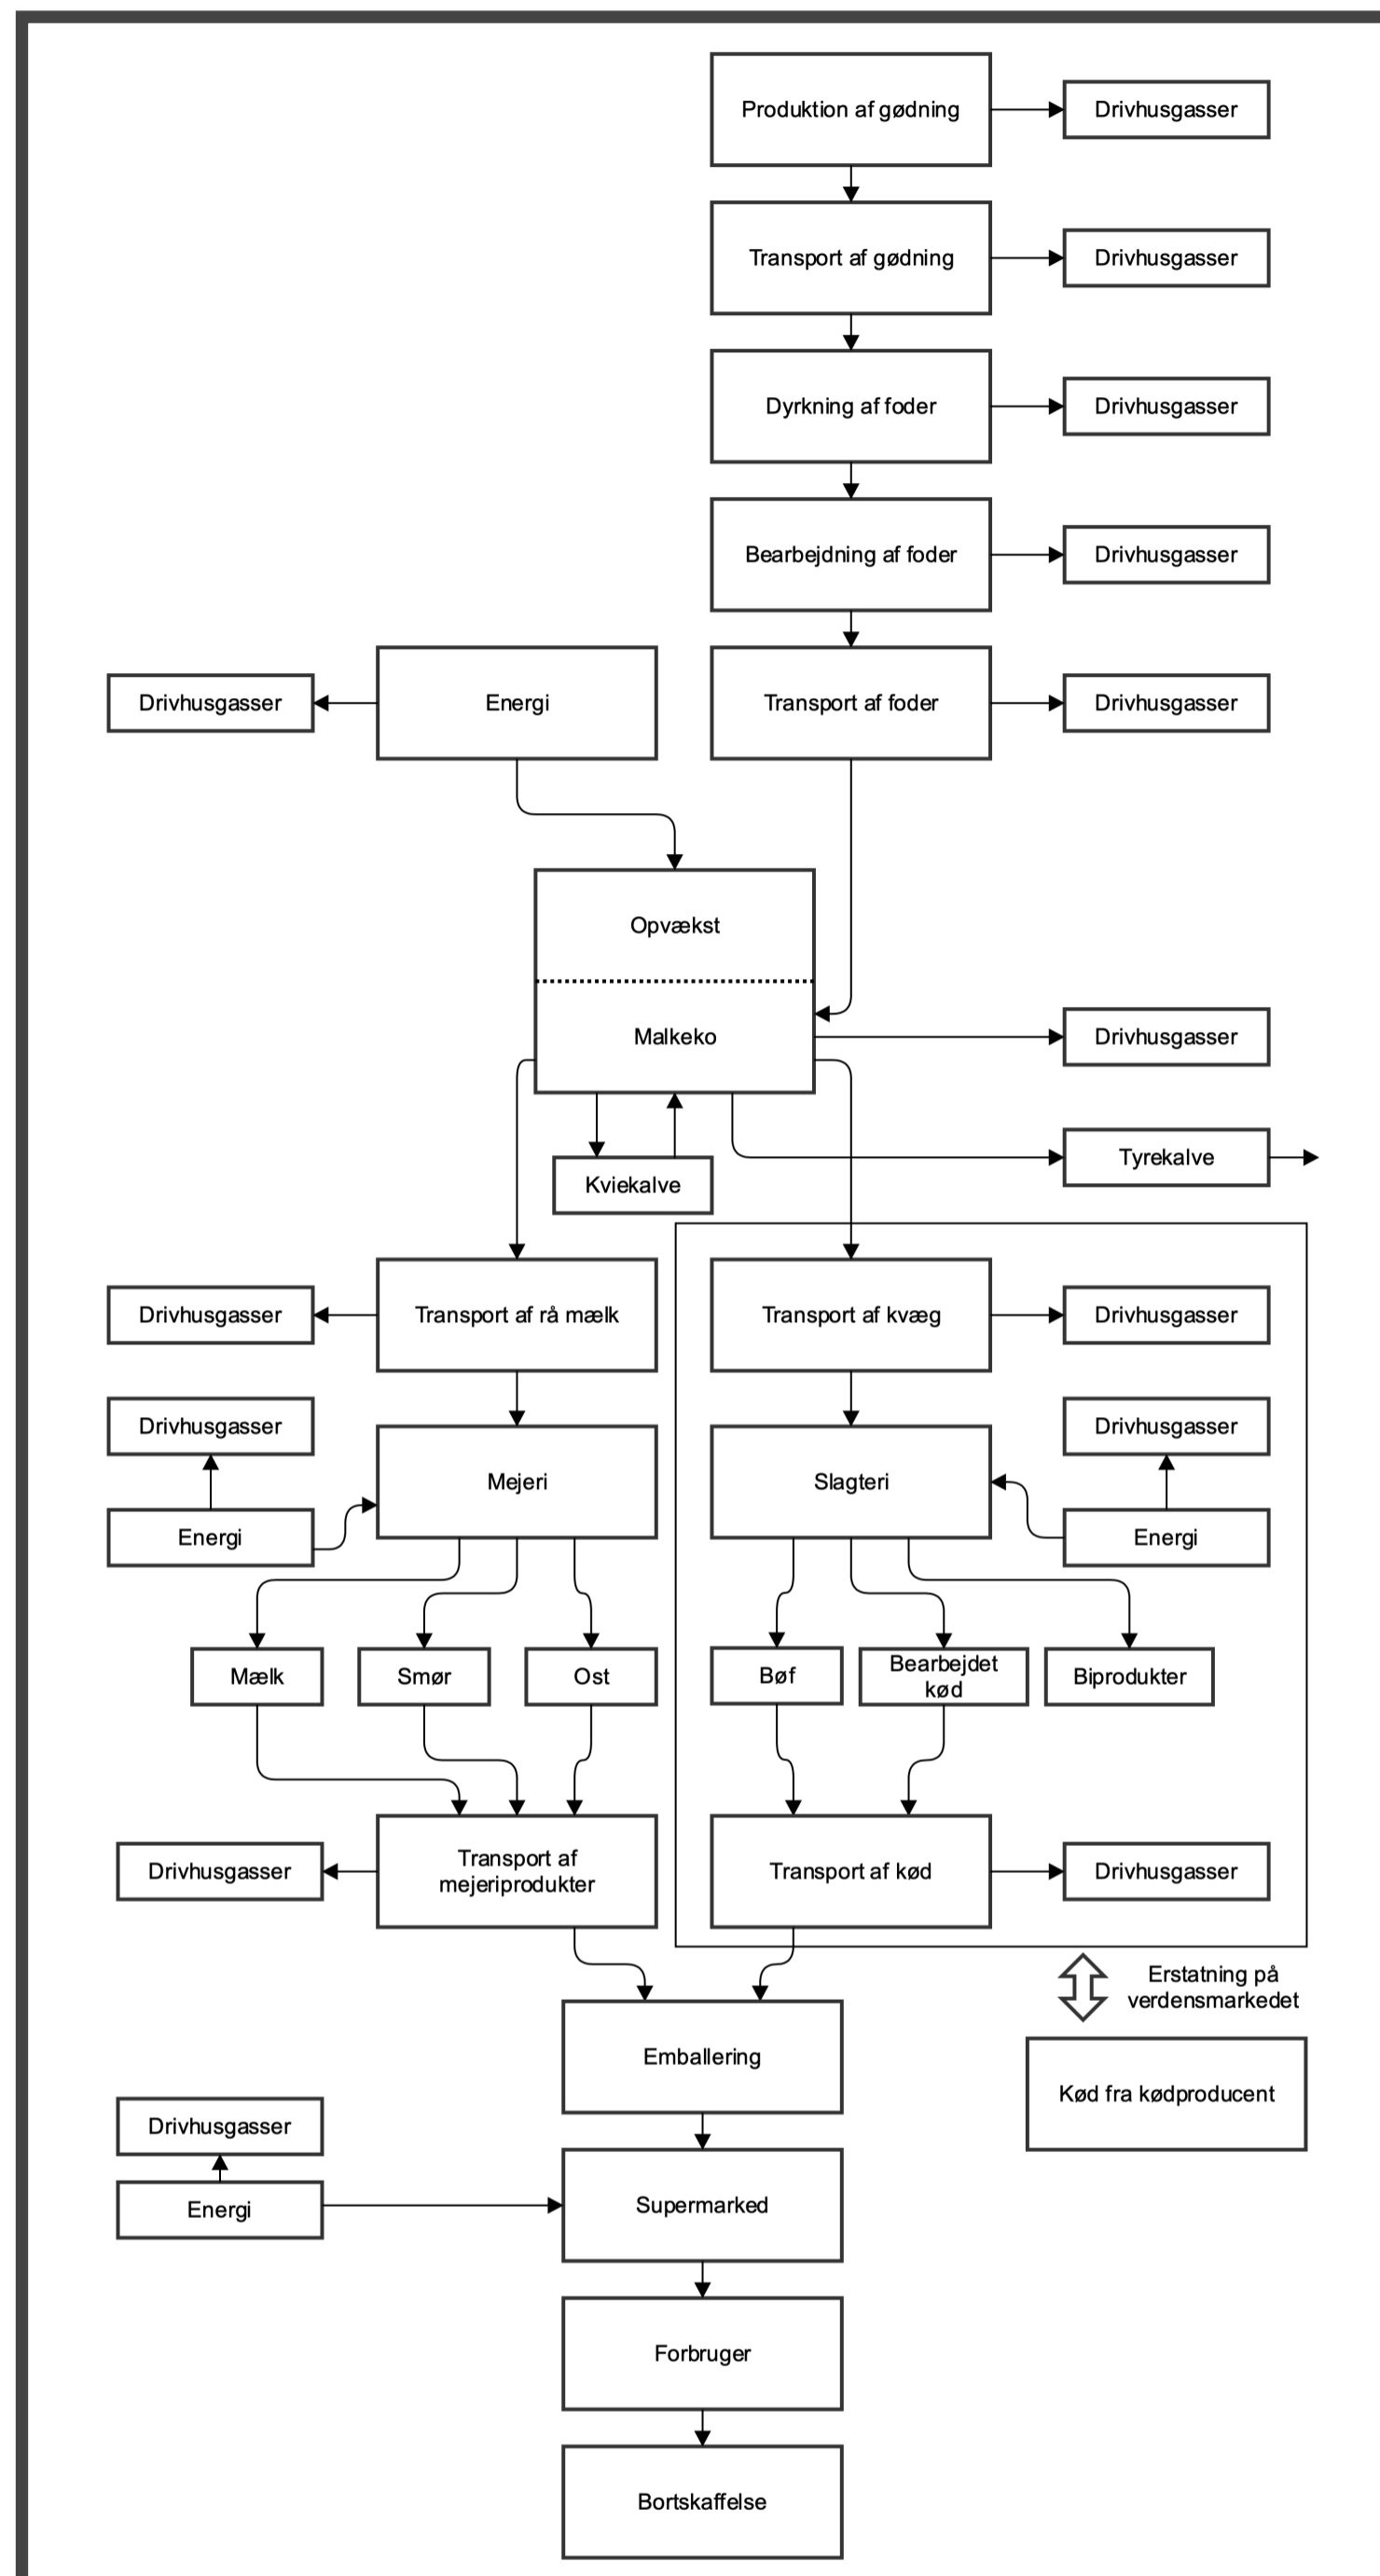 Produktion af gødning
Drivhusgasser
Transport af gødning
Drivhusgasser
Dyrkning af foder
Drivhusgasser
Bearbejdning af foder
Drivhusgasser
Drivhusgasser
Energi
Transport af foder
Drivhusgasser
Opvækst
Malkeko
Drivhusgasser
Tyrekalve
Kviekalve
Drivhusgasser
Transport af rå mælk
Transport af kvæg
Drivhusgasser
Drivhusgasser
Drivhusgasser
Mejeri
Slagteri
Energi
Energi
Mælk
Smør
Ost
Bøf
Bearbejdet
kød
Biprodukter
Drivhusgasser
Transport af
mejeriprodukter
Transport af kød
Drivhusgasser
Erstatning på
verdensmarkedet
Emballering
Kød fra kødproducent
Drivhusgasser
Energi
Supermarked
Forbruger
Bortskaffelse